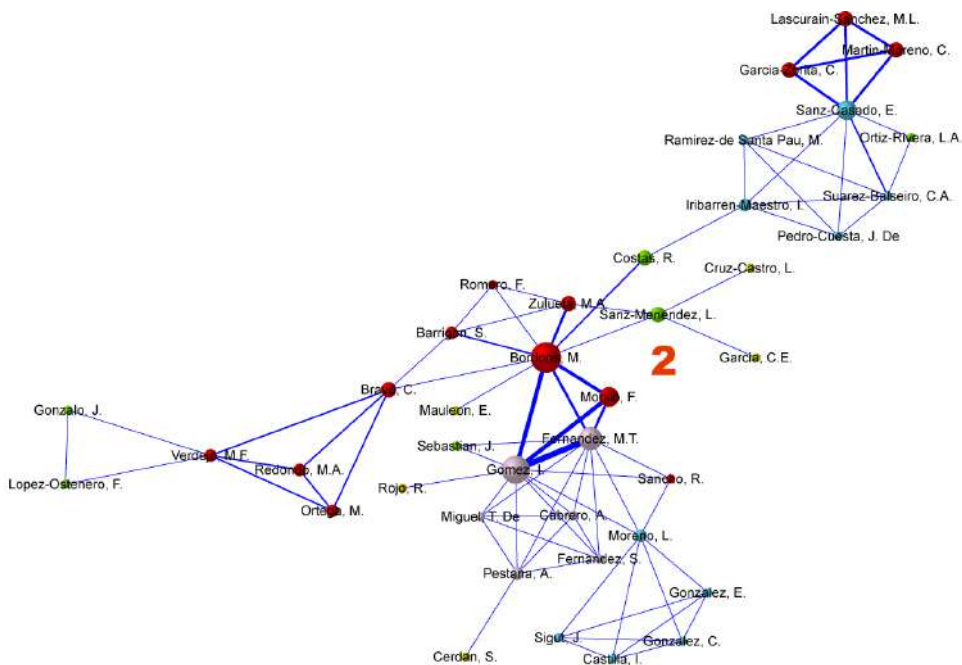 Lascurain-Sanchez, M.L.
Martin-Moreno, C.
Garcia-Zorita, C.
Sanz-Casado, E.
Ramirez-de Santa Pau, M.
Ortiz-Rivera, L.A.
Suarez-Balseiro, C.A.
Iribarren-Maestro, I.
Pedro-Cuesta, J. De
Costas, R.
Cruz-Castro, L.
Romero, F.
Zulueta, M.A.
Sanz-Menendez, L.
Barrigon, S.
Bordons, M.
2
Garcia, C.E.
Bravo, C.
Morillo, F.
Gonzalo, J.
Mauleon, E.
Sebastian, J.
Fernandez, M.T.
Verdejo, M.F.
Redondo, M.A.
Gomez, I.
Sancho, R.
Lopez-Ostenero, F.
Rojo, R.
Ortega, M.
Miguel, T. De
Cabrero, A.
Moreno, L.
Fernandez, S.
Pestaña, A.
Gonzalez, E.
Sigut, J.
Gonzalez, C.
Cerdan, S.
Castilla, I.